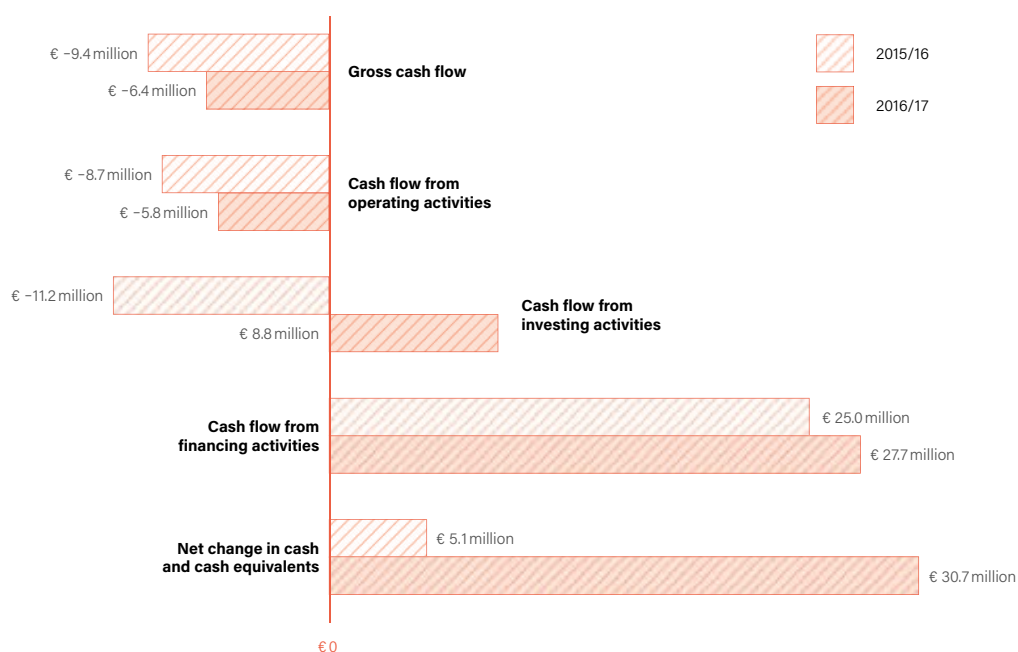 € −9.4 million
€ −6.4 million
Gross cash flow
2015/16
2016/17
€ −8.7 million
€ −5.8 million
Cash flow from
operating activities
€ −11.2 million
€ 8.8 million
Cash flow from
investing activities
Cash flow from
financing activities
€ 25.0 million
€ 27.7 million
Net change in cash
and cash equivalents
€ 5.1 million
€ 30.7 million
€ 0